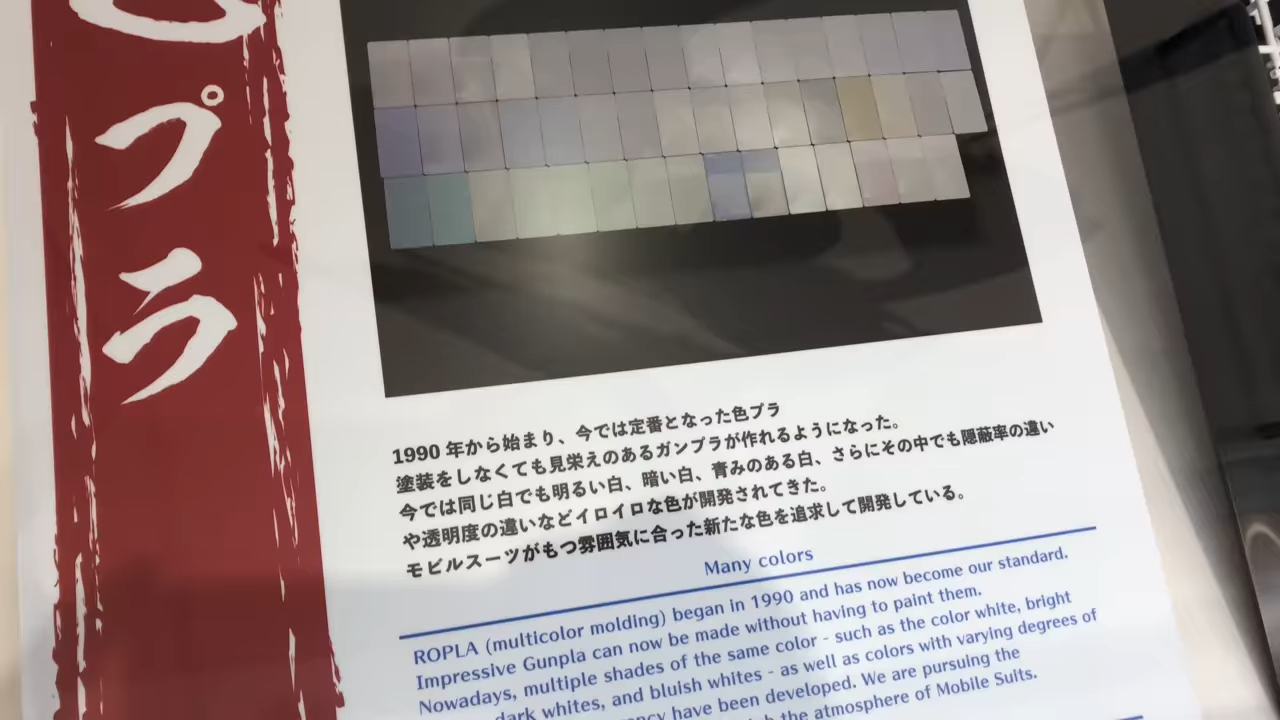 プラ
1990 年から始まり、今では定番となった色プラ
塗装をしなくても見栄えのあるガンプラが作れるようになった。
今では同じ白でも明るい白、暗い白、青みのある白、さらにその中でも隠蔽率の違い
や透明度の違いなどイロイロな色が開発されてきた。
モビルスーツがもつ雰囲気に合った新たな色を追求して開発している。
Many colors
ROPLA (multicolor molding) began in 1990 and has now become our standard.
Impressive Gunpla can now be made without having to paint them.
Nowadays, multiple shades of the same color - such as the color white, bright
dark whites, and bluish whites - as well as colors with varying degrees of
have been developed. We are pursuing the
the atmosphere of Mobile Suits.